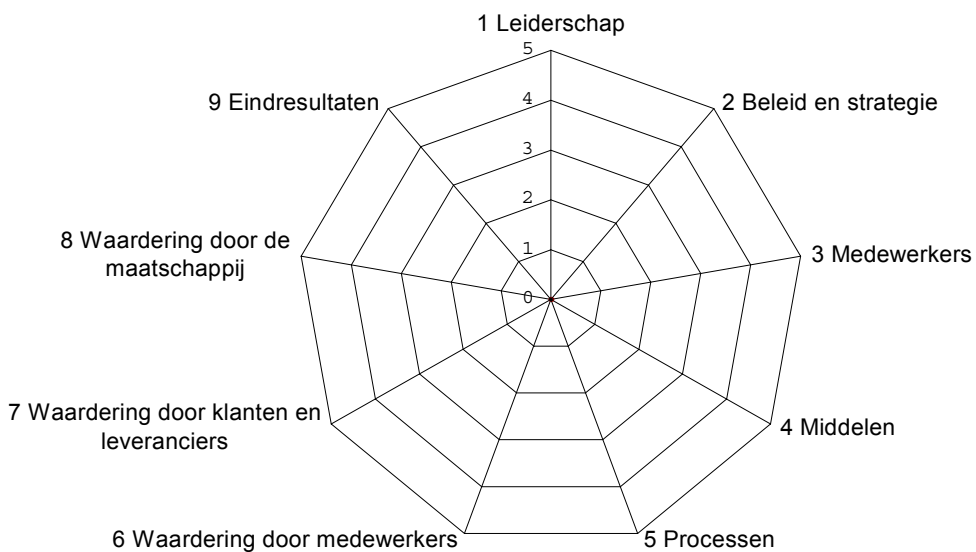 1 Leiderschap
5
9 Eindresultaten
4
2 Beleid en strategie
3
2
8 Waardering door de
maatschappij
1
3 Medewerkers
0
7 Waardering door klanten en
leveranciers
4 Middelen
6 Waardering door medewerkers
5 Processen